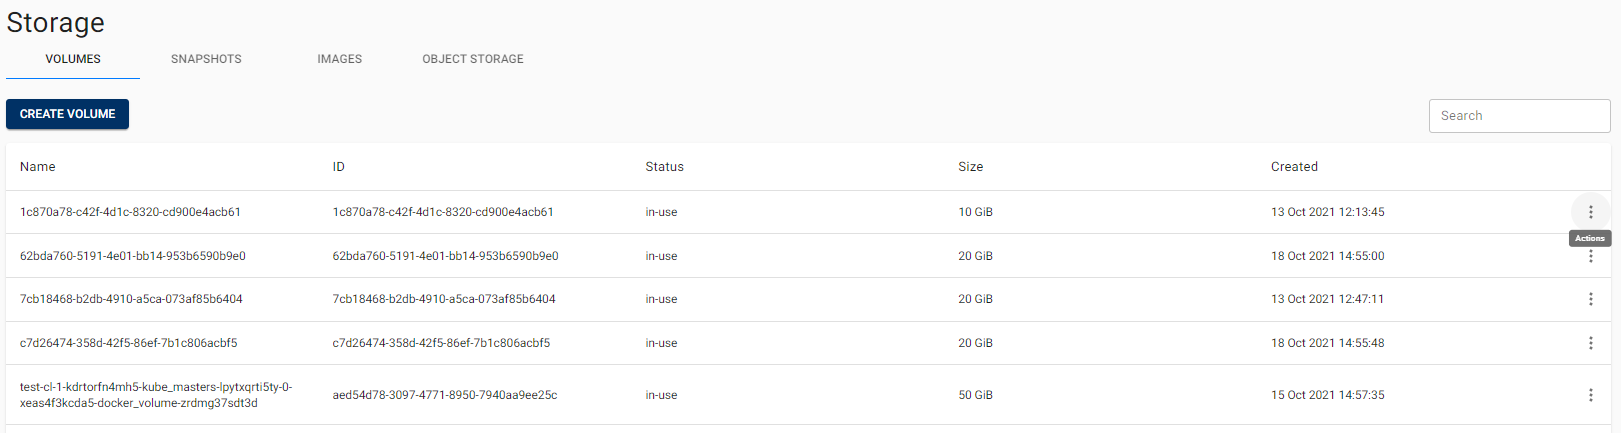 Storage
VOLUMES SNAPSHOTS IMAGES OBJECT STORAGE
CREATE VOLUME Search
Name ID Status Size Created
1c870a78-c42f-4d1c-8320-cd900e4acb61 1c870a78-c42f-4d1c-8320-cd900e4acb61 in-use 10 GiB 13 Oct 2021 12:13:45
Actions
62bda760-5191-4e01-bb14-953b6590b9e0 62bda760-5191-4e01-bb14-953b6590b9e0 in-use 20 GiB 18 Oct 2021 14:55:00
7cb18468-b2db-4910-a5ca-073af85b6404 7cb18468-b2db-4910-a5ca-073af85b6404 in-use 20 GiB 13 Oct 2021 12:47:11
c7d26474-358d-42f5-86ef-7b1c806acbf5 c7d26474-358d-42f5-86ef-7b1c806acbf5 in-use 20 GiB 18 Oct 2021 14:55:48
test-cl-1-kdrtorfn4mh5-kube_masters-lpytxqrti5ty-0-
xeas4f3kcda5-docker_volume-zrdmg37sdt3d aed54d78-3097-4771-8950-7940aa9ee25c in-use 50 GiB 15 Oct 2021 14:57:35